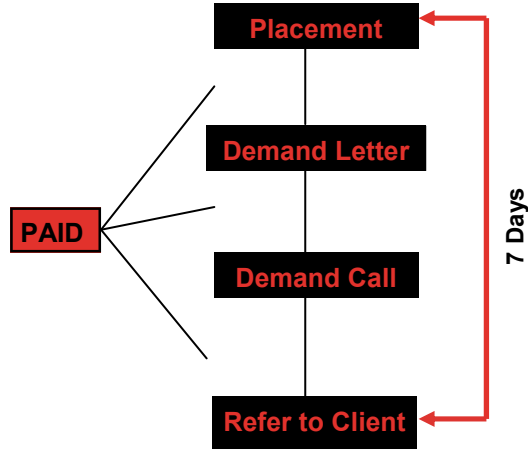 Placement
Demand Letter
PAID
Demand Call
7 Days
Refer to Client